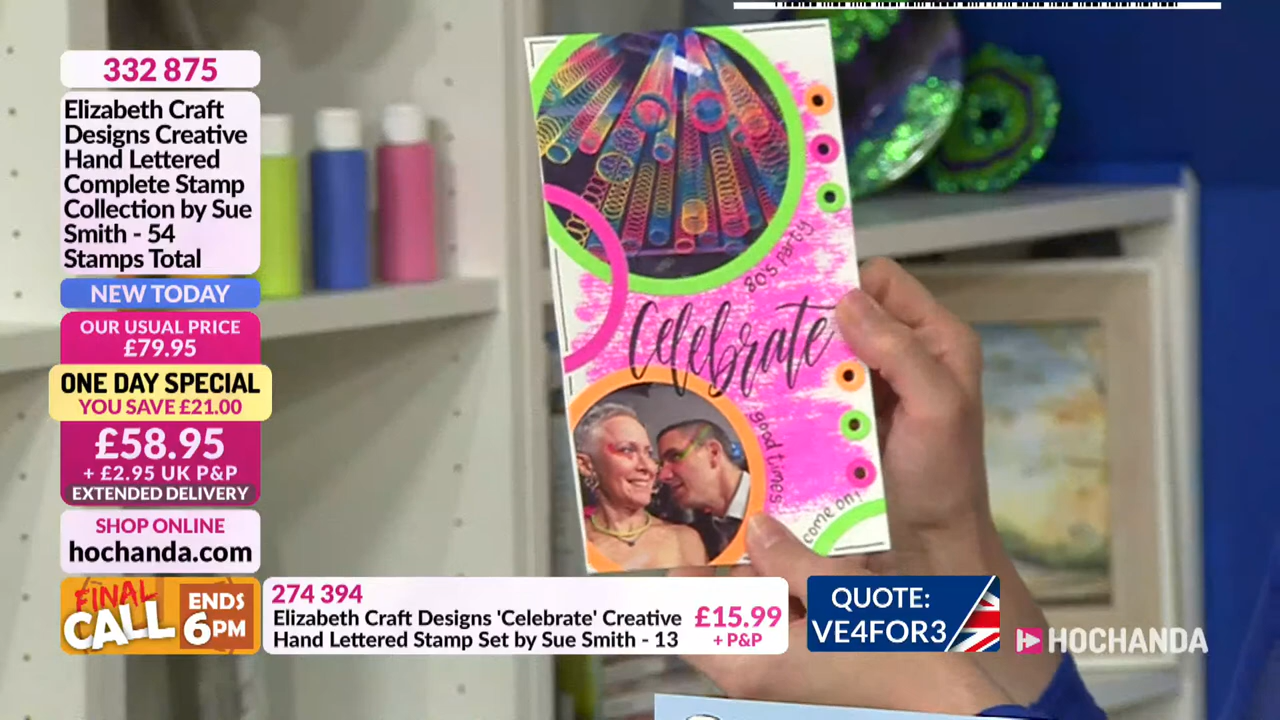 332 875
Elizabeth Craft
Designs Creative
Hand Lettered
Complete Stamp
Collection by Sue
Smith - 54
Stamps Total
NEW TODAY
OUR USUAL PRICE
£79.95
ONE DAY SPECIAL
YOU SAVE £21.00
£58.95
+ £2.95 UK P&P
EXTENDED DELIVERY
SHOP ONLINE
hochanda.com
FINAL
CALL
ENDS
6PM
80's party
Celebrate
good times
come on!
274 394
Elizabeth Craft Designs 'Celebrate' Creative
Hand Lettered Stamp Set by Sue Smith - 13
£15.99
+ P&P
QUOTE:
VE4FOR3
HOCHANDA